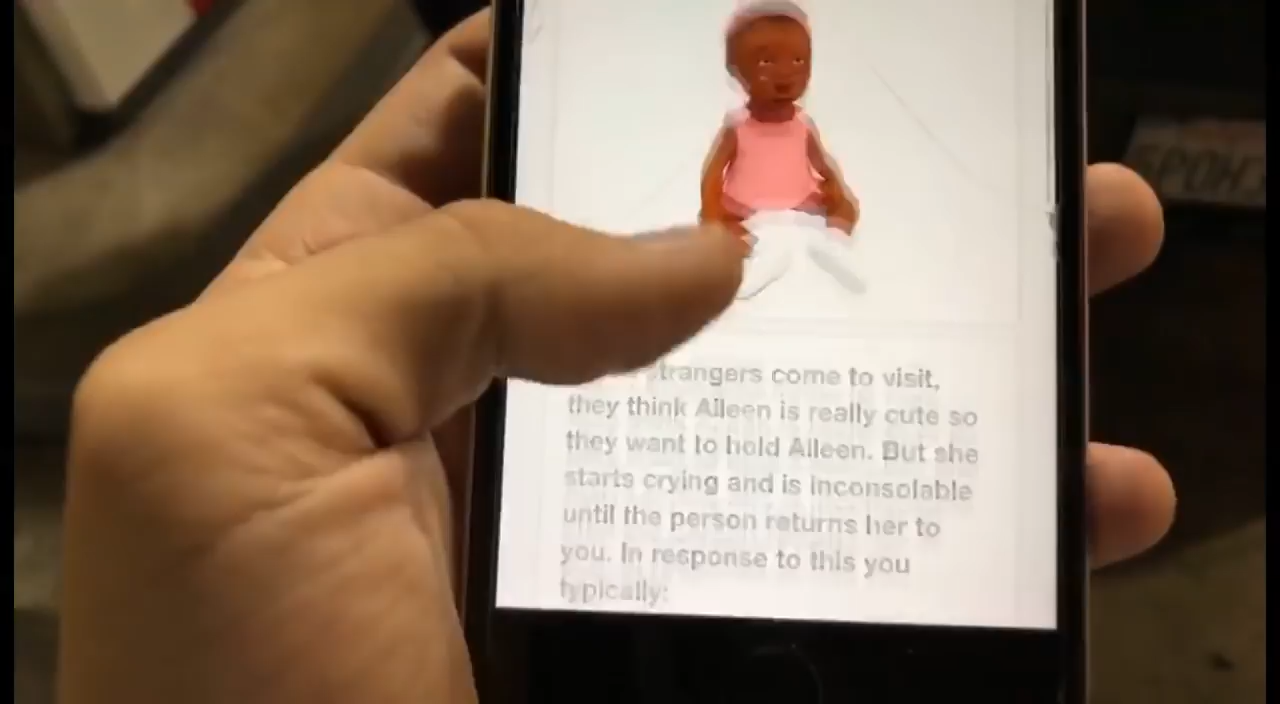 trangers come to visit,
they think Aileen is really cute so
they want to hold Aileen. But she
starts crying and is inconsolable
until the person returns her to
you. In response to this you
typically: